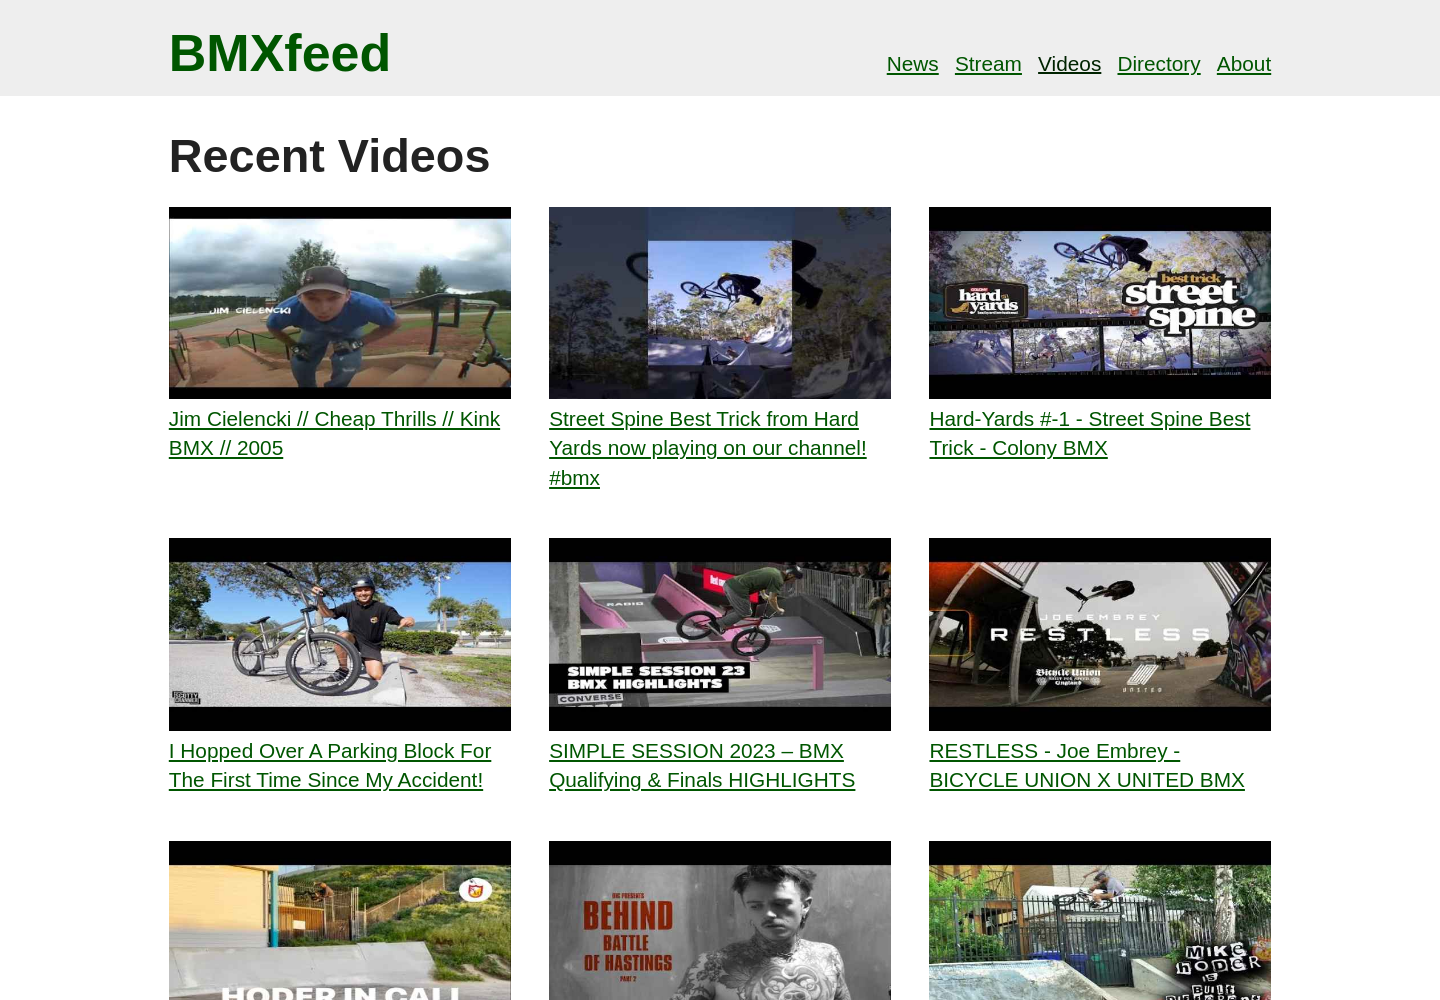 BMXfeed
News Stream Videos Directory About
Recent Videos
JIM CIELENCKI
best trick
hard
yards
street
spine
Jim Cielencki // Cheap Thrills // Kink
BMX // 2005
Street Spine Best Trick from Hard
Yards now playing on our channel!
#bmx
Hard-Yards #-1 - Street Spine Best
Trick - Colony BMX
RADIO
SIMPLE SESSION 23
BMX HIGHLIGHTS
CONVERSE
JOE EMBREY
RESTLESS
Bicycle Union
England
UNITED
I Hopped Over A Parking Block For
The First Time Since My Accident!
SIMPLE SESSION 2023 – BMX
Qualifying & Finals HIGHLIGHTS
RESTLESS - Joe Embrey -
BICYCLE UNION X UNITED BMX
HODER IN CALI
DIG PRESENTS
BEHIND
BATTLE
OF HASTINGS
PART 2
MIKE
HODER
IS
BUILT